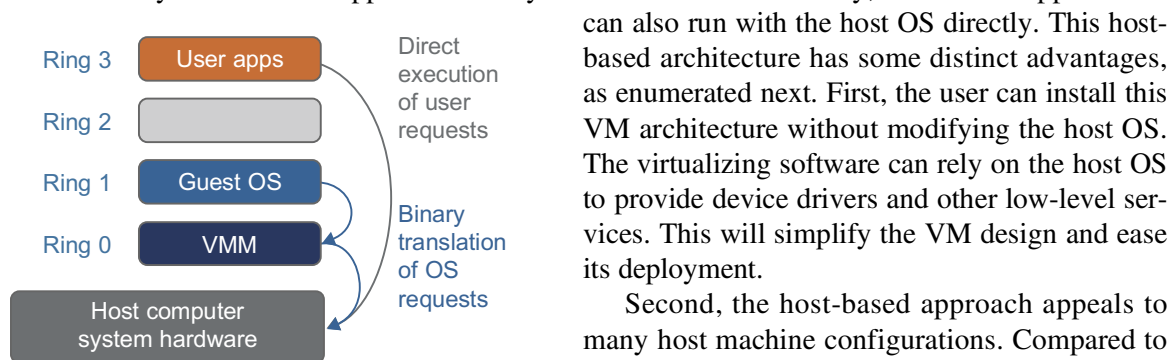 Ring 3
User apps
Direct
execution
of user
requests
Ring 2
Ring 1
Guest OS
Ring 0
VMM
Binary
translation
of OS
requests
Host computer
system hardware
can also run with the host OS directly. This host-
based architecture has some distinct advantages,
as enumerated next. First, the user can install this
VM architecture without modifying the host OS.
The virtualizing software can rely on the host OS
to provide device drivers and other low-level ser-
vices. This will simplify the VM design and ease
its deployment.
Second, the host-based approach appeals to
many host machine configurations. Compared to